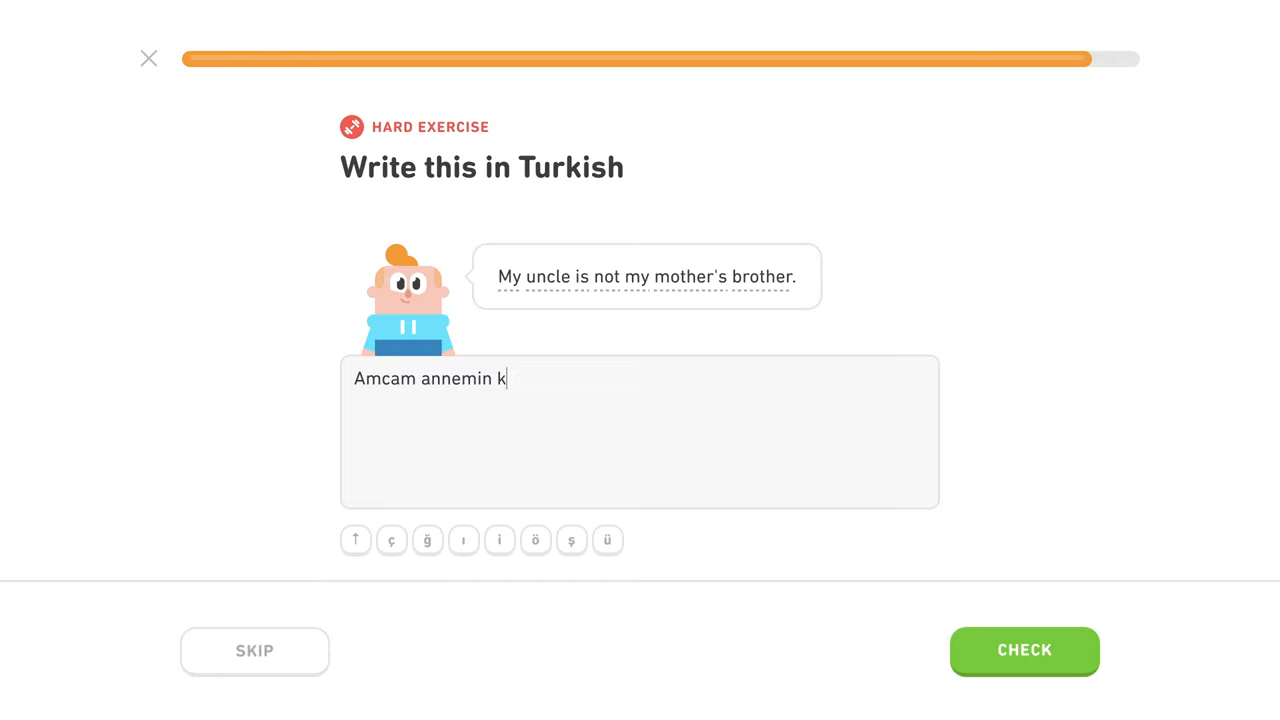 HARD EXERCISE
Write this in Turkish
My uncle is not my mother's brother.
Amcam annemin k
↑ ç ğ ı i ö ş ü
SKIP
CHECK